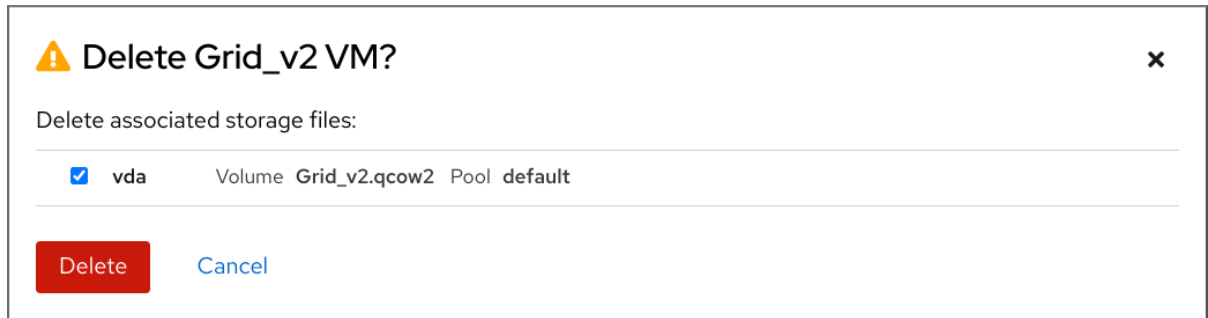 Delete Grid_v2 VM?
Delete associated storage files:
vda Volume Grid_v2.qcow2 Pool default
Delete Cancel